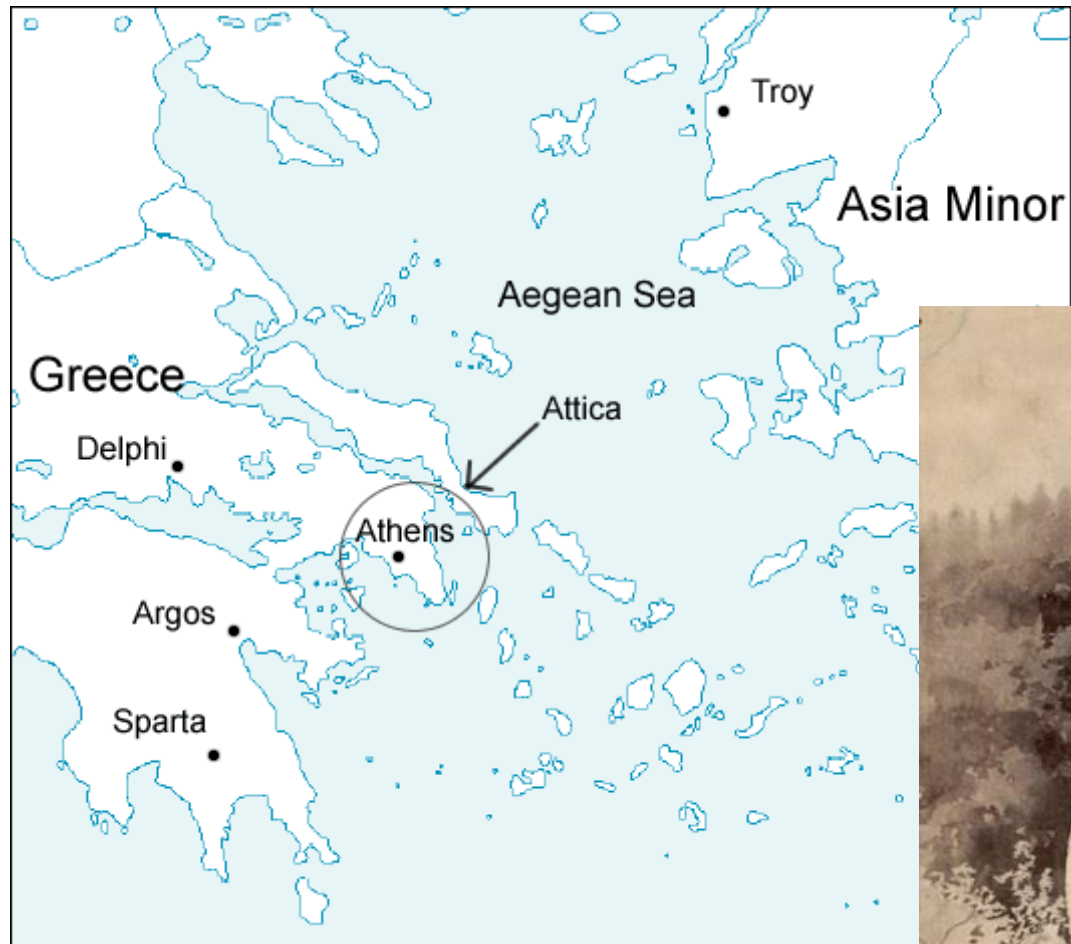 Troy
Asia Minor
Aegean Sea
Greece
Attica
Delphi
Athens
Argos
Sparta